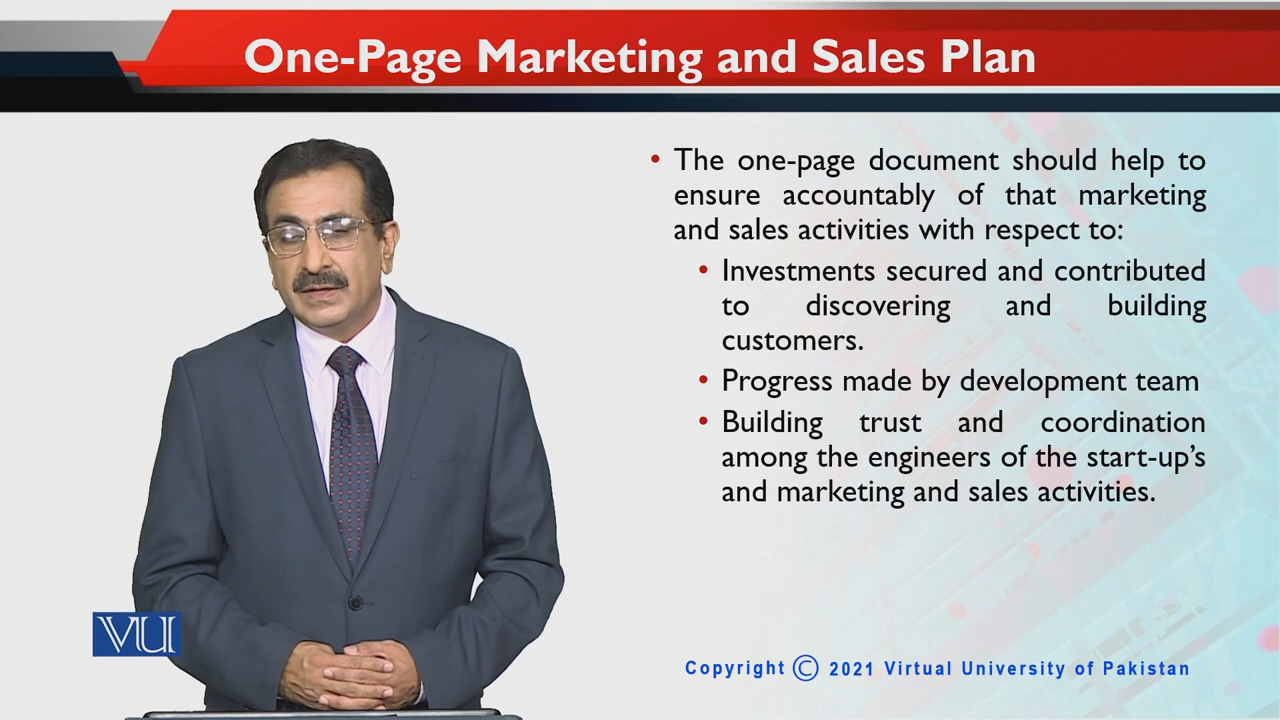 One-Page Marketing and Sales Plan
• The one-page document should help to
ensure accountably of that marketing
and sales activities with respect to:
• Investments secured and contributed
to discovering and building
customers.
• Progress made by development team
• Building trust and coordination
among the engineers of the start-up’s
and marketing and sales activities.
VU
Copyright © 2021 Virtual University of Pakistan